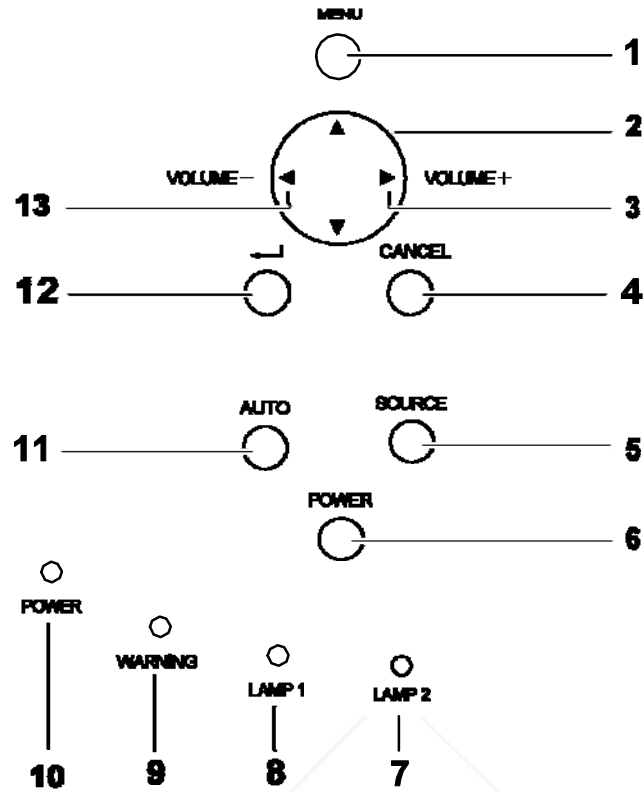 MENU
1
2
VOLUME− VOLUME+
13 3
CANCEL
12 4
AUTO SOURCE
11 5
POWER
6
POWER
WARNING
LAMP 1 LAMP 2
10 9 8 7